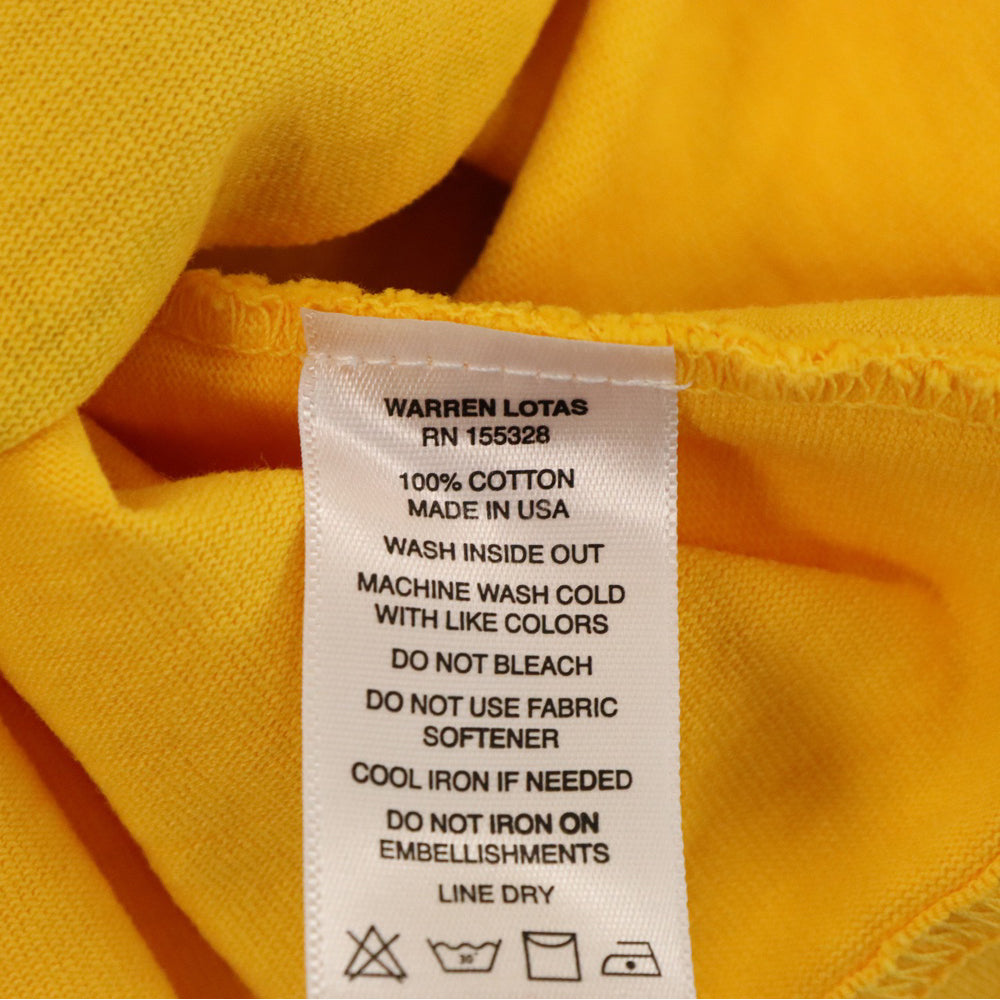 WARREN LOTAS
RN 155328
100% COTTON
MADE IN USA
WASH INSIDE OUT
MACHINE WASH COLD
WITH LIKE COLORS
DO NOT BLEACH
DO NOT USE FABRIC
SOFTENER
COOL IRON IF NEEDED
DO NOT IRON ON
EMBELLISHMENTS
LINE DRY
30